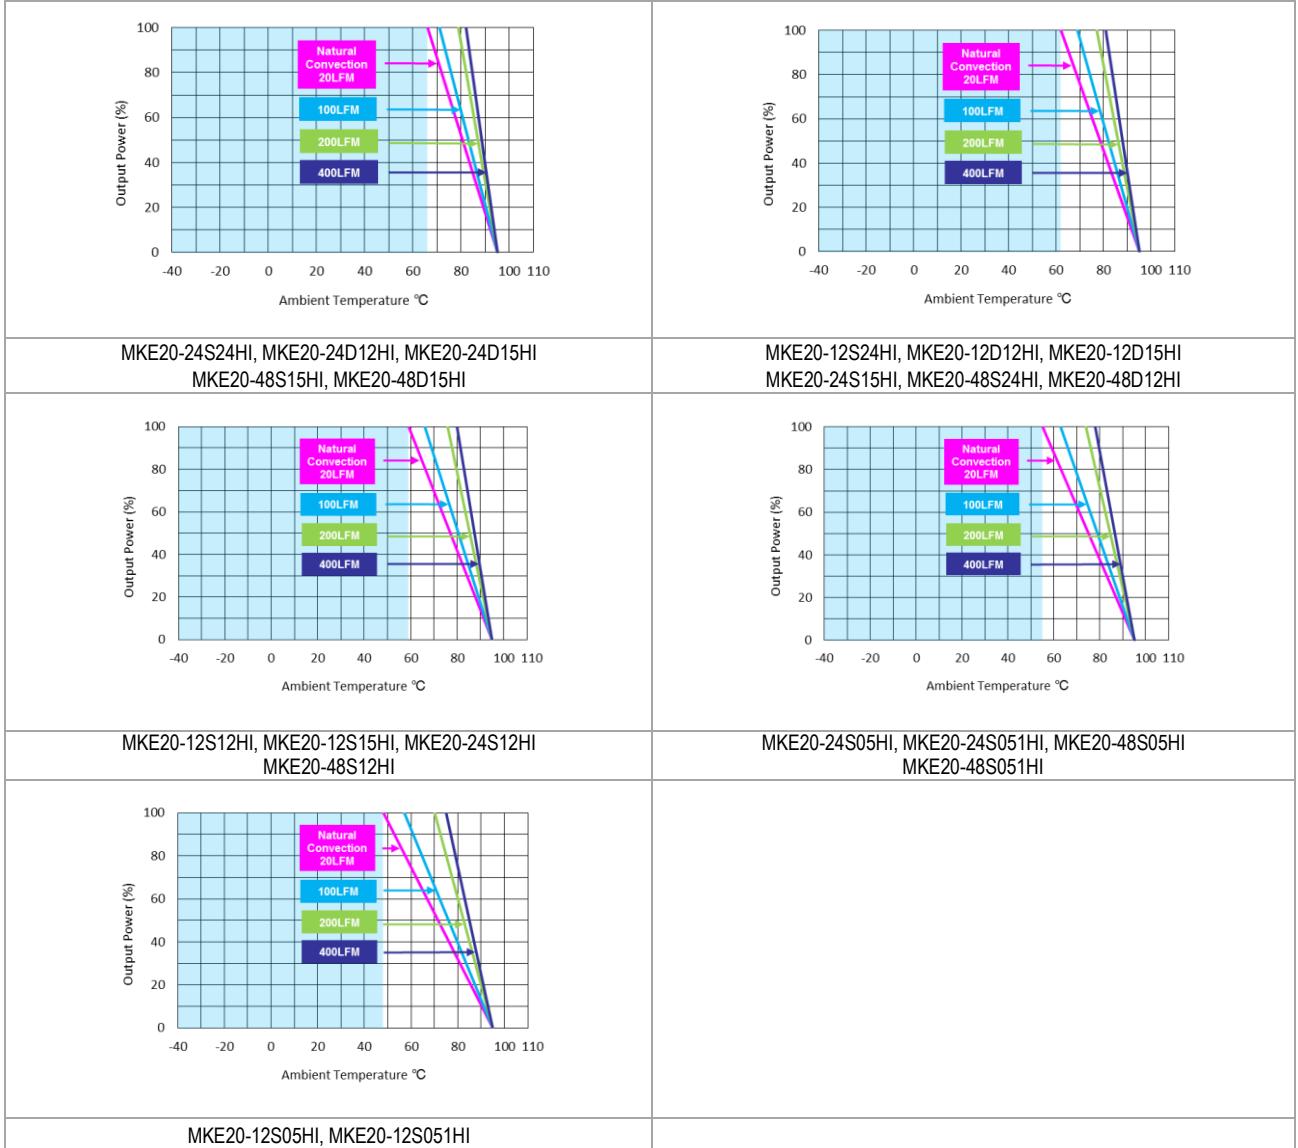 100
80
60
40
20
0
Output Power (%)
Natural
Convection
20LFM
100LFM
200LFM
400LFM
-40 -20 0 20 40 60 80 100 110
Ambient Temperature °C
100
80
60
40
20
0
Output Power (%)
Natural
Convection
20LFM
100LFM
200LFM
400LFM
-40 -20 0 20 40 60 80 100 110
Ambient Temperature °C
MKE20-24S24HI, MKE20-24D12HI, MKE20-24D15HI
MKE20-48S15HI, MKE20-48D15HI
MKE20-12S24HI, MKE20-12D12HI, MKE20-12D15HI
MKE20-24S15HI, MKE20-48S24HI, MKE20-48D12HI
100
80
60
40
20
0
Output Power (%)
Natural
Convection
20LFM
100LFM
200LFM
400LFM
-40 -20 0 20 40 60 80 100 110
Ambient Temperature °C
100
80
60
40
20
0
Output Power (%)
Natural
Convection
20LFM
100LFM
200LFM
400LFM
-40 -20 0 20 40 60 80 100 110
Ambient Temperature °C
MKE20-12S12HI, MKE20-12S15HI, MKE20-24S12HI
MKE20-48S12HI
MKE20-24S05HI, MKE20-24S051HI, MKE20-48S05HI
MKE20-48S051HI
100
80
60
40
20
0
Output Power (%)
Natural
Convection
20LFM
100LFM
200LFM
400LFM
-40 -20 0 20 40 60 80 100 110
Ambient Temperature °C
MKE20-12S05HI, MKE20-12S051HI